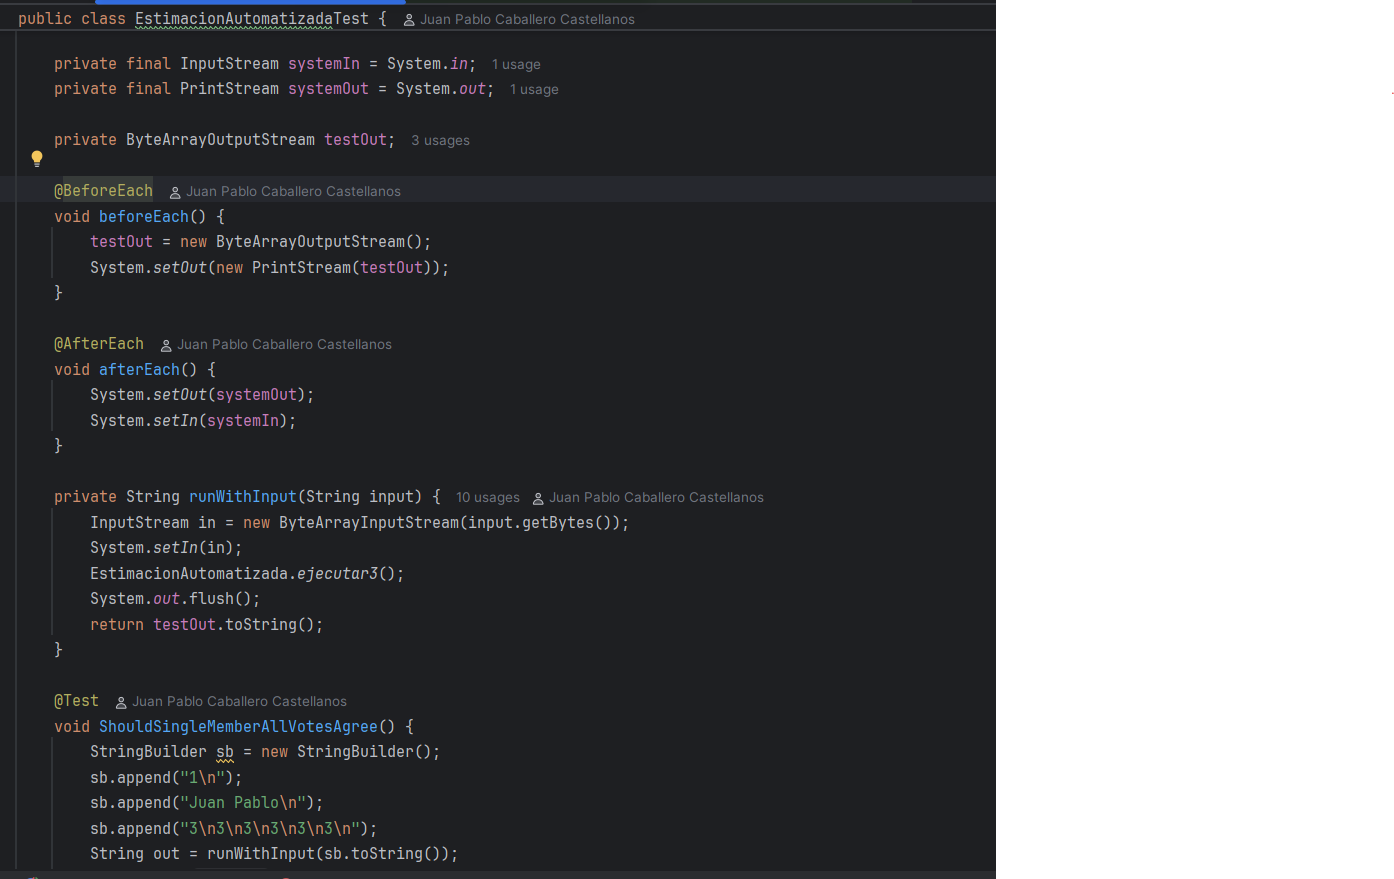 public class EstimacionAutomatizadaTest { Juan Pablo Caballero Castellanos
private final InputStream systemIn = System.in; 1 usage
private final PrintStream systemOut = System.out; 1 usage
private ByteArrayOutputStream testOut; 3 usages
@BeforeEach Juan Pablo Caballero Castellanos
void beforeEach() {
testOut = new ByteArrayOutputStream();
System.setOut(new PrintStream(testOut));
}
@AfterEach Juan Pablo Caballero Castellanos
void afterEach() {
System.setOut(systemOut);
System.setIn(systemIn);
}
private String runWithInput(String input) { 10 usages Juan Pablo Caballero Castellanos
InputStream in = new ByteArrayInputStream(input.getBytes());
System.setIn(in);
EstimacionAutomatizada.ejecutar3();
System.out.flush();
return testOut.toString();
}
@Test Juan Pablo Caballero Castellanos
void ShouldSingleMemberAllVotesAgree() {
StringBuilder sb = new StringBuilder();
sb.append("1\n");
sb.append("Juan Pablo\n");
sb.append("3\n3\n3\n3\n3\n3\n");
String out = runWithInput(sb.toString());